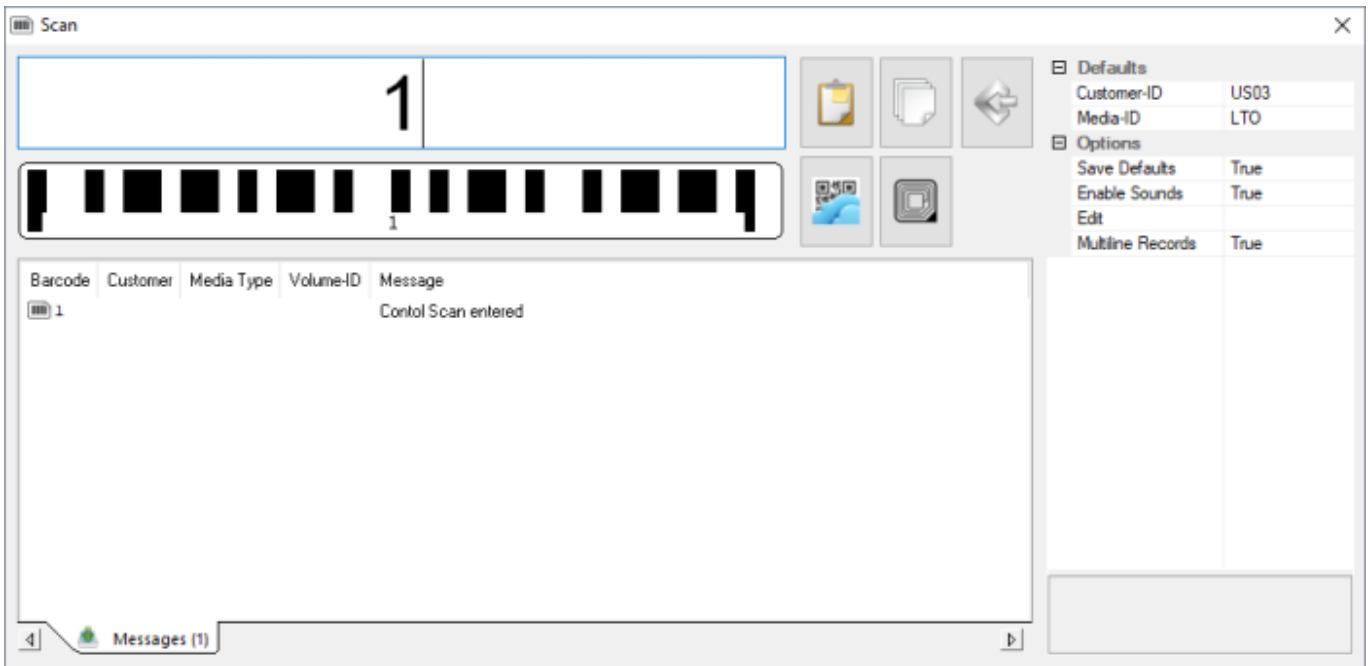 Scan
1
1
Defaults
Customer-ID US03
Media-ID LTO
Options
Save Defaults True
Enable Sounds True
Edit
Multiline Records True
Barcode Customer Media Type Volume-ID Message
1 Contol Scan entered
Messages (1)